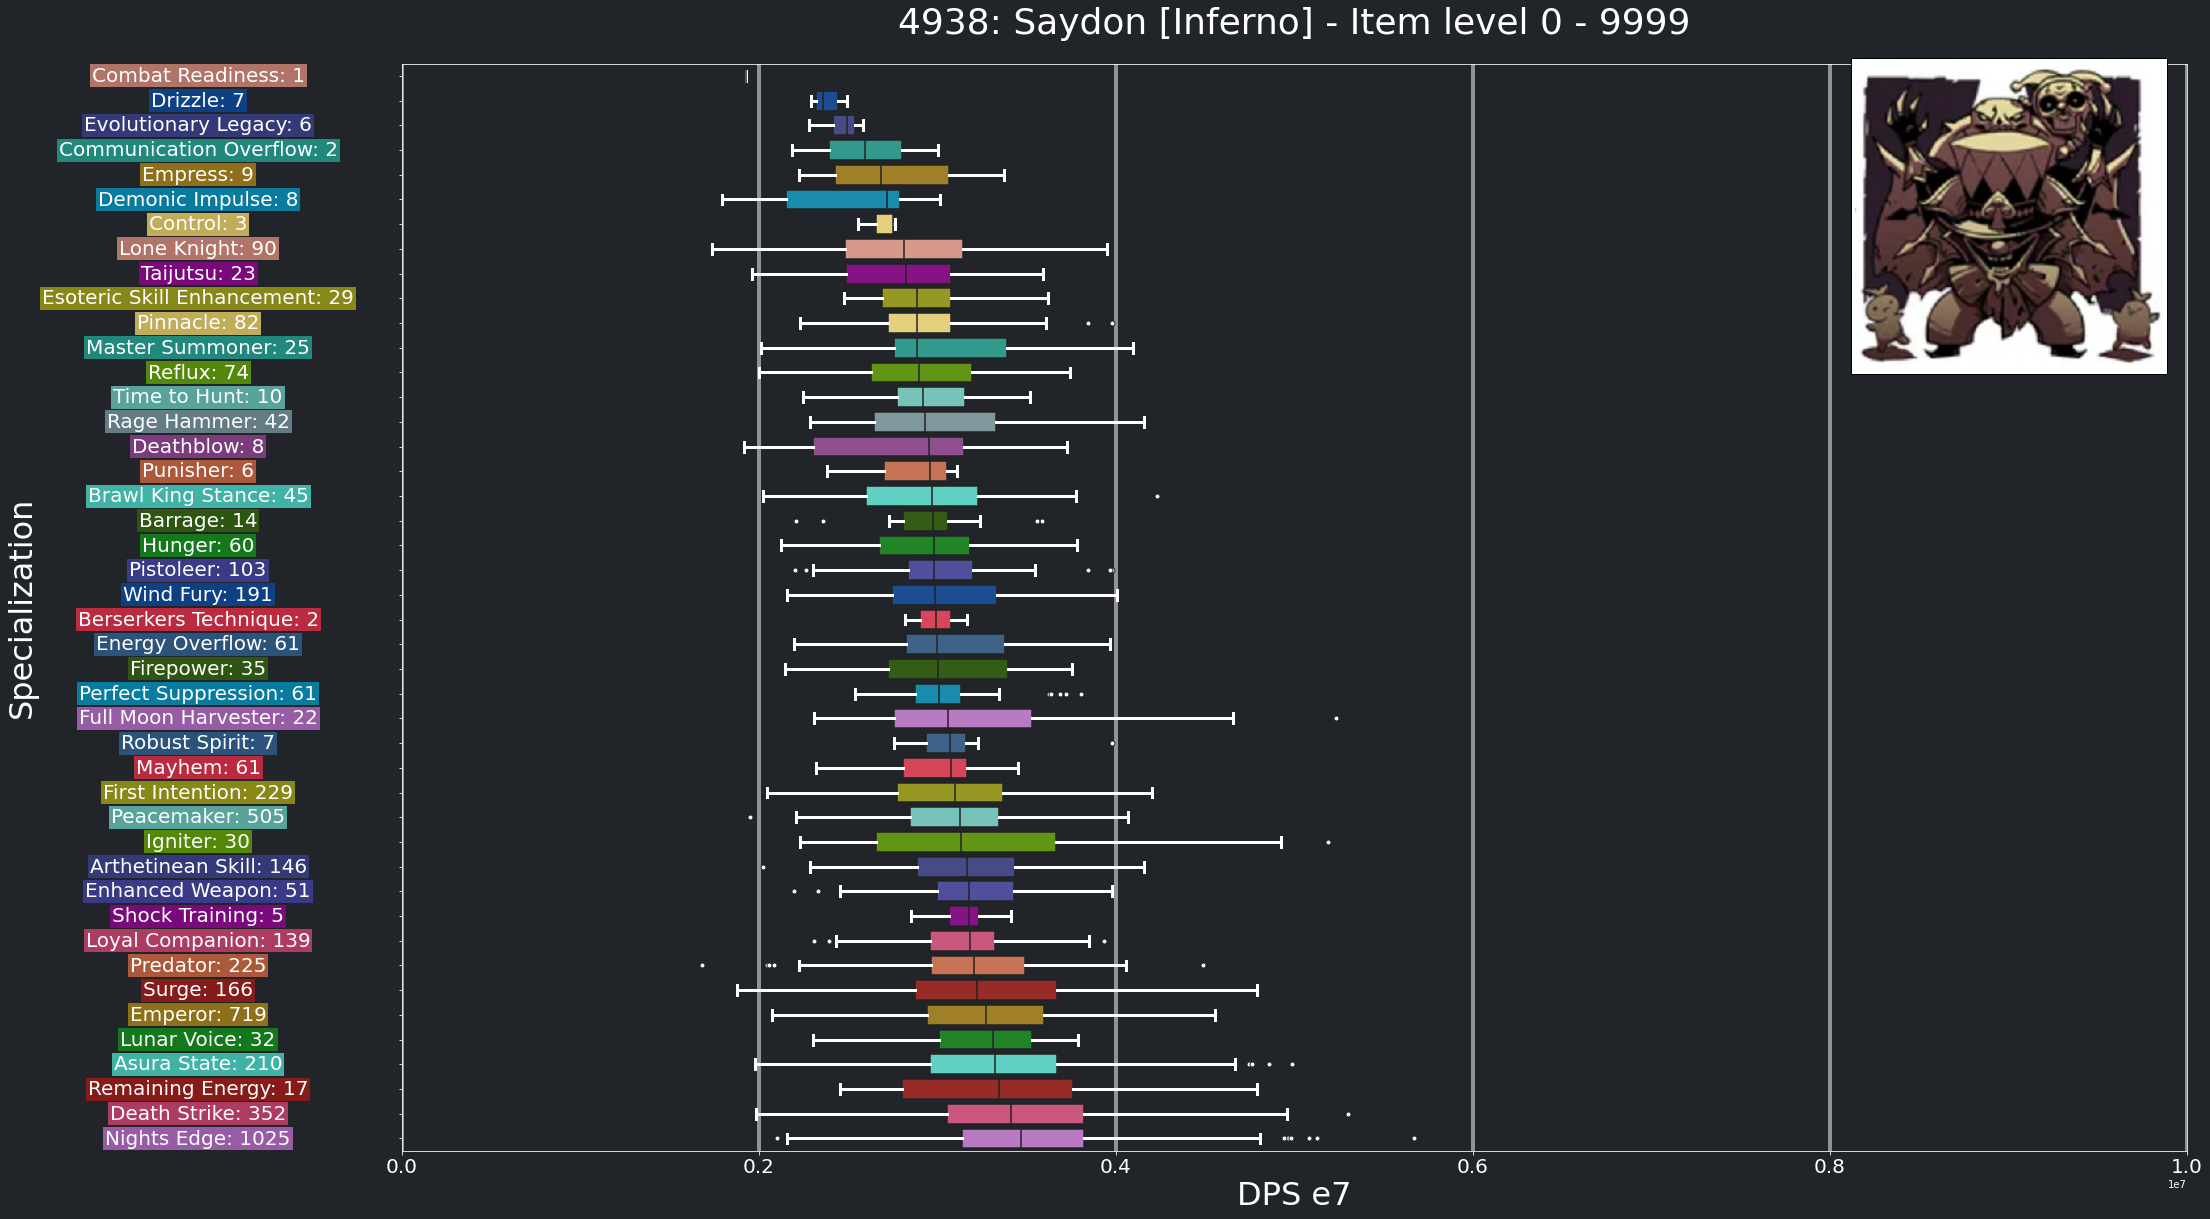 4938: Saydon [Inferno] - Item level 0 - 9999
Combat Readiness: 1
Drizzle: 7
Evolutionary Legacy: 6
Communication Overflow: 2
Empress: 9
Demonic Impulse: 8
Control: 3
Lone Knight: 90
Taijutsu: 23
Esoteric Skill Enhancement: 29
Pinnacle: 82
Master Summoner: 25
Reflux: 74
Time to Hunt: 10
Rage Hammer: 42
Deathblow: 8
Punisher: 6
Brawl King Stance: 45
Barrage: 14
Hunger: 60
Pistoleer: 103
Wind Fury: 191
Berserkers Technique: 2
Energy Overflow: 61
Firepower: 35
Perfect Suppression: 61
Full Moon Harvester: 22
Robust Spirit: 7
Mayhem: 61
First Intention: 229
Peacemaker: 505
Igniter: 30
Arthetinean Skill: 146
Enhanced Weapon: 51
Shock Training: 5
Loyal Companion: 139
Predator: 225
Surge: 166
Emperor: 719
Lunar Voice: 32
Asura State: 210
Remaining Energy: 17
Death Strike: 352
Nights Edge: 1025
Specialization
0.0 0.2 0.4 0.6 0.8 1.0
1e7
DPS e7